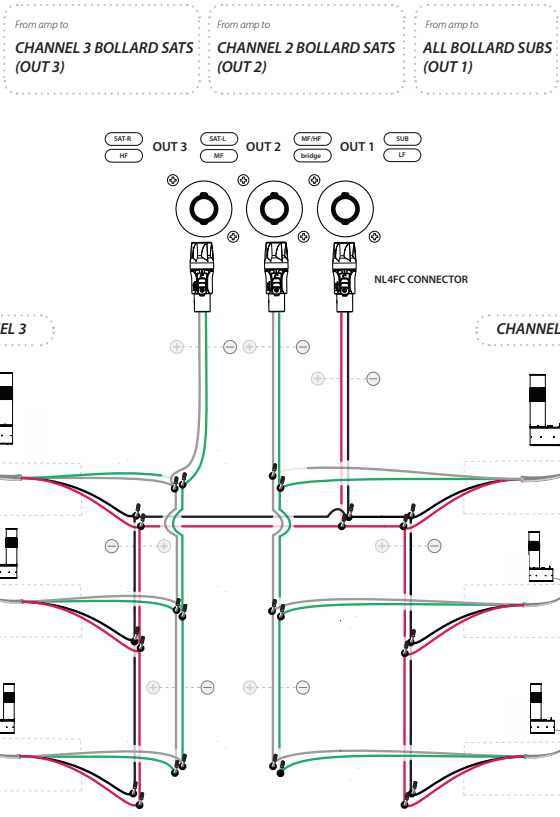 From amp to
CHANNEL 3 BOLLARD SATS
(OUT 3)
From amp to
CHANNEL 2 BOLLARD SATS
(OUT 2)
From amp to
ALL BOLLARD SUBS
(OUT 1)
SAT-R
HF
OUT 3
SAT-L
MF
OUT 2
MF/HF
bridge
OUT 1
SUB
LF
NL4FC CONNECTOR
EL 3
CHANNEL
+ −
+ −
+ −
− +
+ −
+ −
+ −